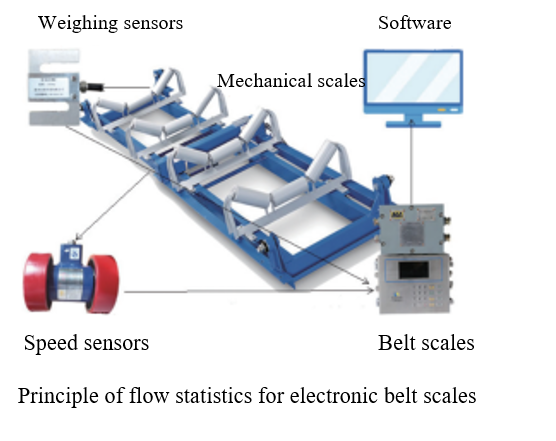 Weighing sensors
Software
Mechanical scales
Speed sensors
Belt scales
Principle of flow statistics for electronic belt scales